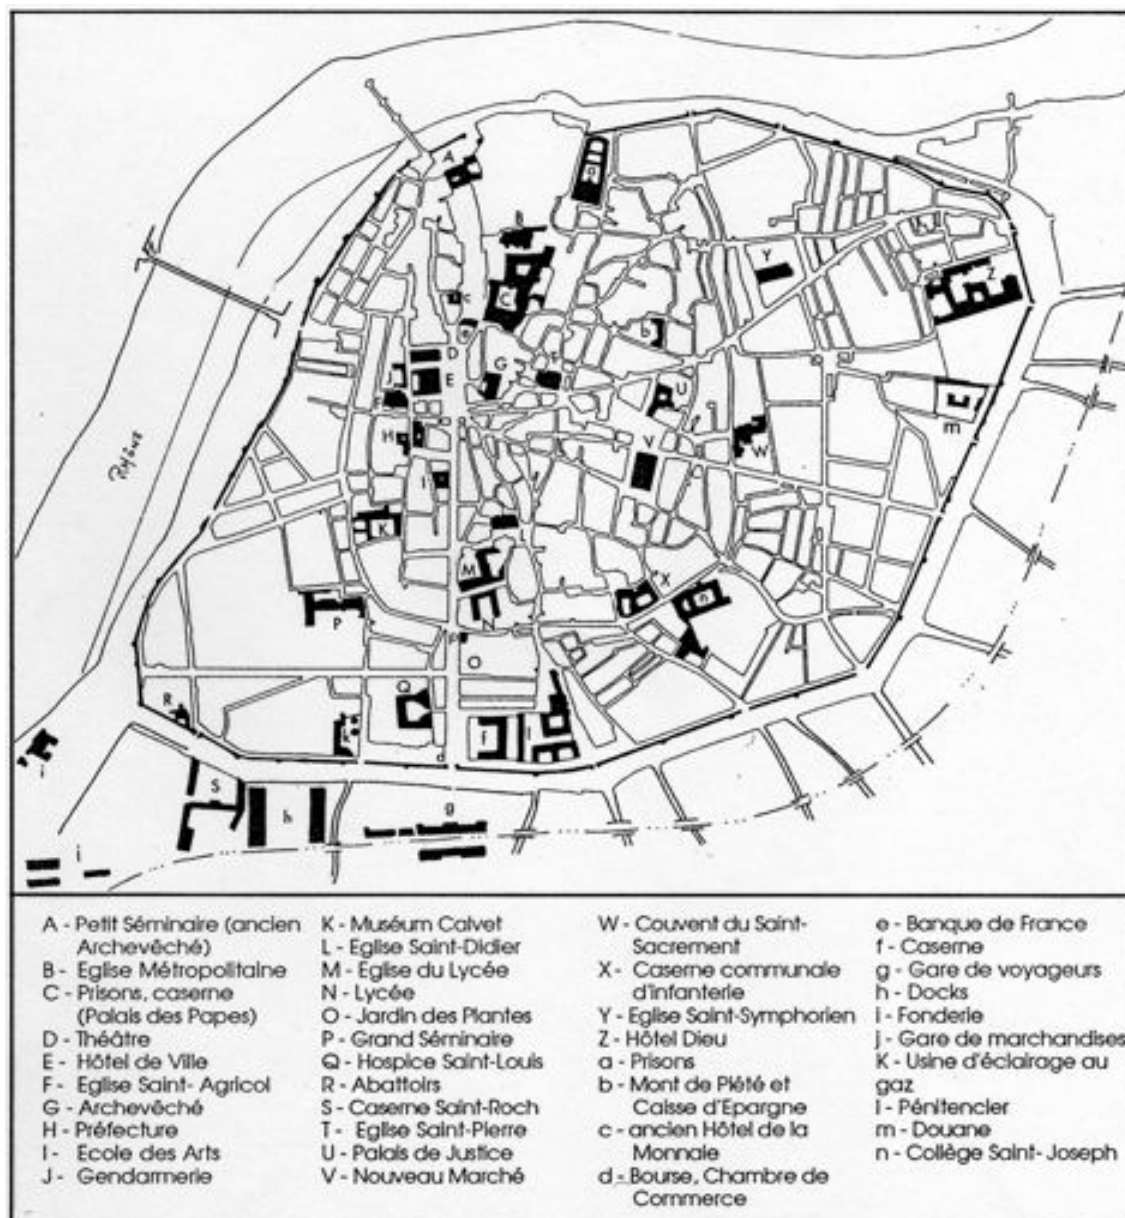 A
B
a
C
c
Y
Z
D
E
G
b
J
U
V
W
m
H
I
K
M
N
X
n
P
O
Q
R
f
l
S
h
g
j
i
Rhône
A - Petit Séminaire (ancien
Archevêché)
B - Eglise Métropolitaine
C - Prisons, caserne
(Palais des Papes)
D - Théâtre
E - Hôtel de Ville
F - Eglise Saint- Agricol
G - Archevêché
H - Préfecture
I - Ecole des Arts
J - Gendarmerie
K - Muséum Calvet
L - Eglise Saint-Didier
M - Eglise du Lycée
N - Lycée
O - Jardin des Plantes
P - Grand Séminaire
Q - Hospice Saint-Louis
R - Abattoirs
S - Caserne Saint-Roch
T - Eglise Saint-Pierre
U - Palais de Justice
V - Nouveau Marché
W - Couvent du Saint-
Sacrement
X - Caserne communale
d'infanterie
Y - Eglise Saint-Symphorien
Z - Hôtel Dieu
a - Prisons
b - Mont de Piété et
Caisse d'Epargne
c - ancien Hôtel de la
Monnaie
d - Bourse, Chambre de
Commerce
e - Banque de France
f - Caserne
g - Gare de voyageurs
h - Docks
i - Fonderie
j - Gare de marchandises
K - Usine d'éclairage au
gaz
l - Pénitencier
m - Douane
n - Collège Saint- Joseph